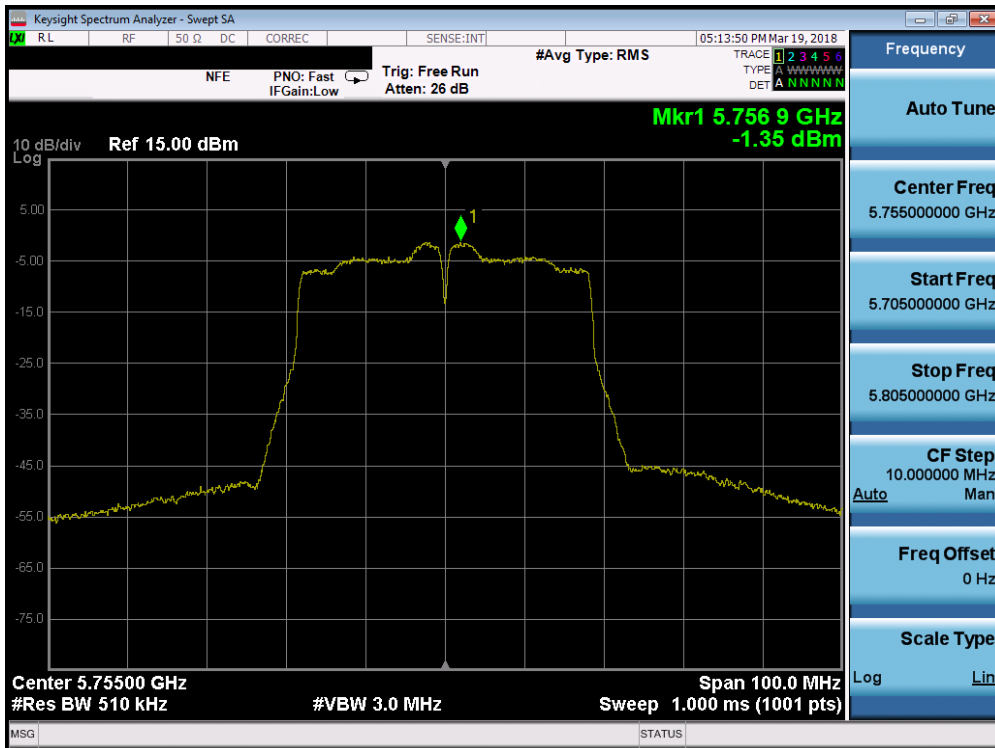 Keysight Spectrum Analyzer - Swept SA
LXI RL RF 50 Ω DC CORREC SENSE:INT 05:13:50 PM Mar 19, 2018
#Avg Type: RMS TRACE 1 2 3 4 5 6
NFE PNO: Fast Trig: Free Run TYPE A WWWWW
IFGain:Low Atten: 26 dB DET A N N N N N
Frequency
Mkr1 5.756 9 GHz
-1.35 dBm
10 dB/div Ref 15.00 dBm
Log
5.00
1
-5.00
-15.0
-25.0
-35.0
-45.0
-55.0
-65.0
-75.0
Center 5.75500 GHz Span 100.0 MHz
#Res BW 510 kHz #VBW 3.0 MHz Sweep 1.000 ms (1001 pts)
MSG STATUS
Auto Tune
Center Freq
5.755000000 GHz
Start Freq
5.705000000 GHz
Stop Freq
5.805000000 GHz
CF Step
10.000000 MHz
Auto Man
Freq Offset
0 Hz
Scale Type
Log Lin